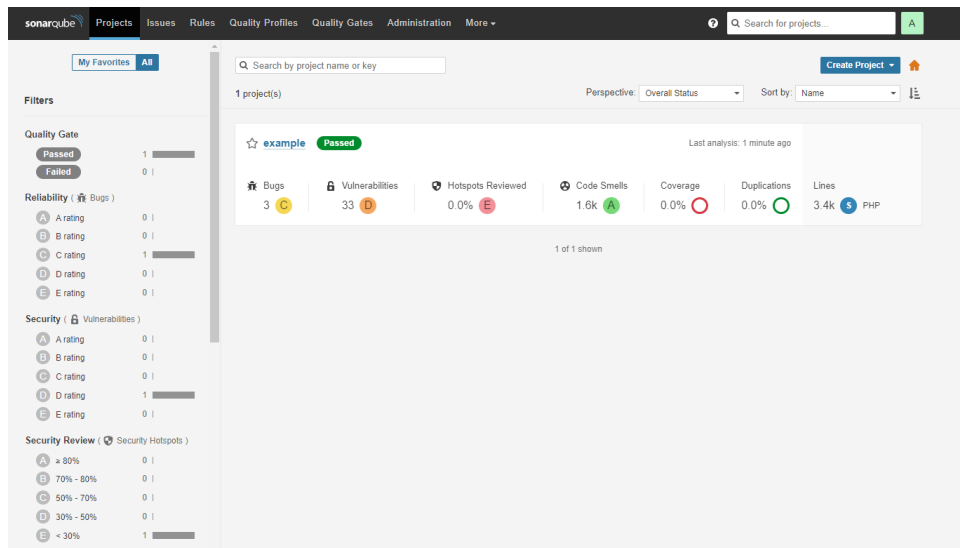 sonarqube Projects Issues Rules Quality Profiles Quality Gates Administration More Search for projects... A
My Favorites All
Search by project name or key
Create Project
1 project(s)
Perspective: Overall Status
Sort by: Name
Filters
Quality Gate
Passed 1
Failed 0
Reliability ( Bugs )
A A rating 0
B B rating 0
C C rating 1
D D rating 0
E E rating 0
Security ( Vulnerabilities )
A A rating 0
B B rating 0
C C rating 0
D D rating 1
E E rating 0
Security Review ( Security Hotspots )
A ≥ 80% 0
B 70% - 80% 0
C 50% - 70% 0
D 30% - 50% 0
E < 30% 1
example Passed Last analysis: 1 minute ago
Bugs Vulnerabilities Hotspots Reviewed Code Smells Coverage Duplications Lines
3 C 33 D 0.0% E 1.6k A 0.0% 0.0% 3.4k S PHP
1 of 1 shown